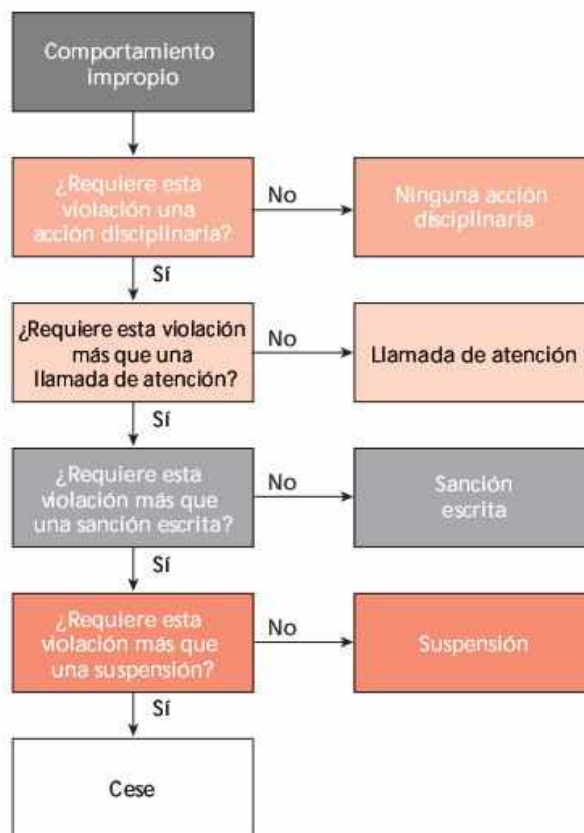 Comportamiento
impropio
¿Requiere esta
violación una
acción disciplinaria?
No
Ninguna acción
disciplinaria
Sí
¿Requiere esta violación
más que una
llamada de atención?
No
Llamada de atención
Sí
¿Requiere esta
violación más que
una sanción escrita?
No
Sanción
escrita
Sí
¿Requiere esta
violación más que
una suspensión?
No
Suspensión
Sí
Cese